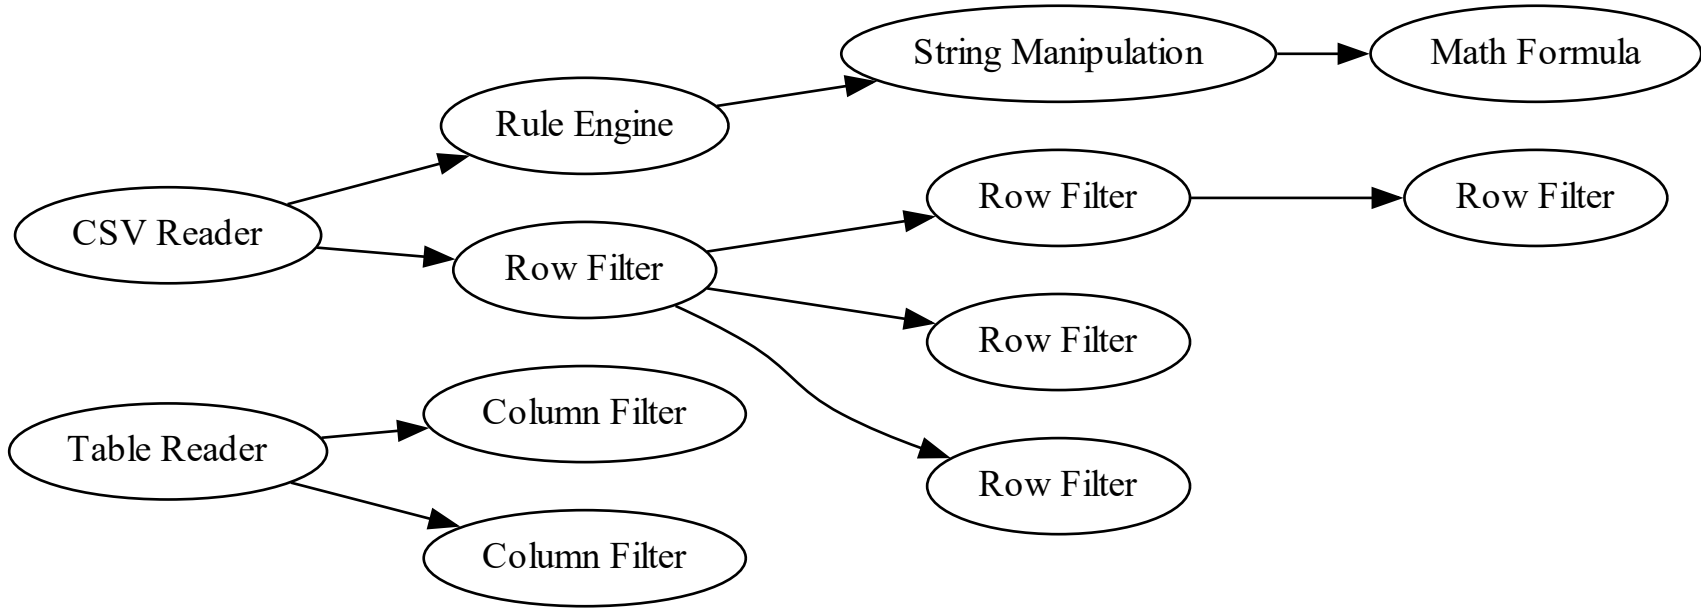 String Manipulation
Math Formula
Rule Engine
Row Filter
Row Filter
CSV Reader
Row Filter
Row Filter
Column Filter
Table Reader
Row Filter
Column Filter